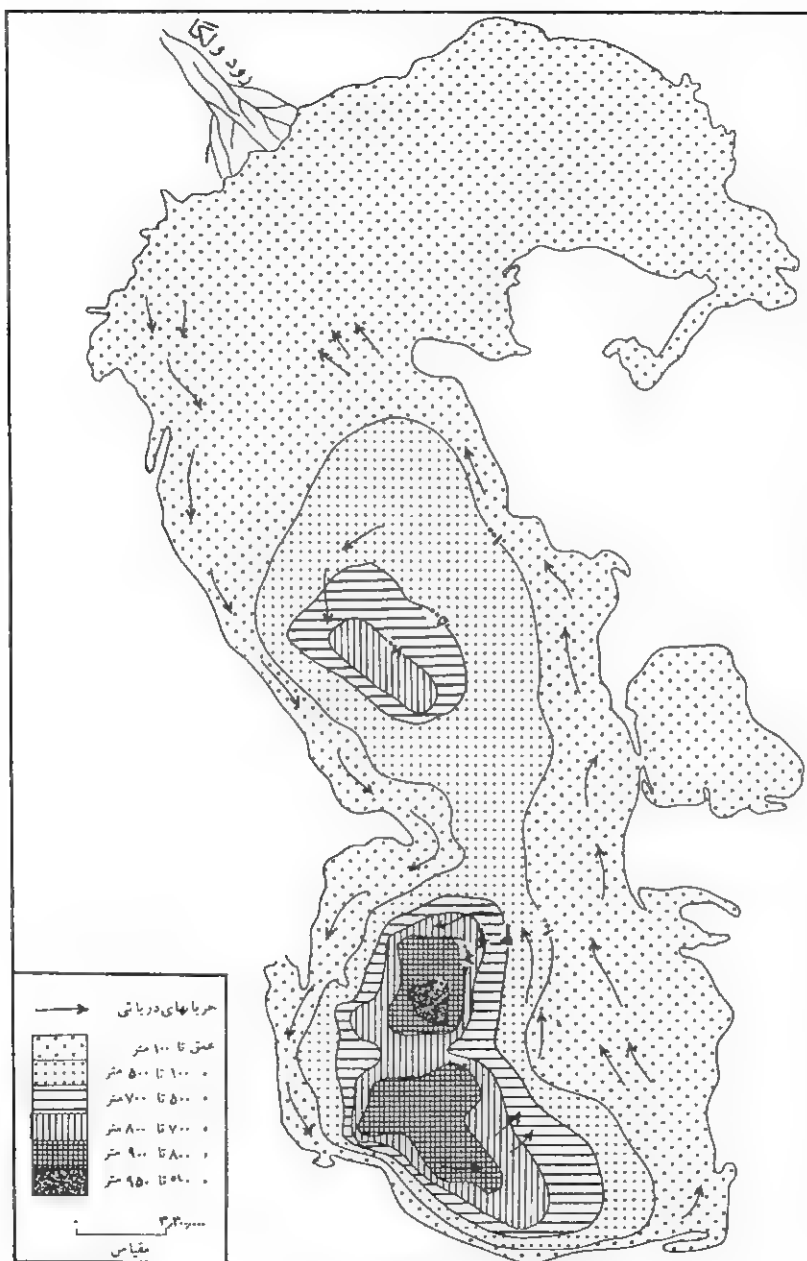 رود ولگا
جریانهای دریائی
عمق تا ۱۰۰ متر
» ۱۰۰ تا ۵۰۰ متر
» ۵۰۰ تا ۷۰۰ متر
» ۷۰۰ تا ۸۰۰ متر
» ۸۰۰ تا ۹۰۰ متر
تا ۹۵۰ متر
مقیاس